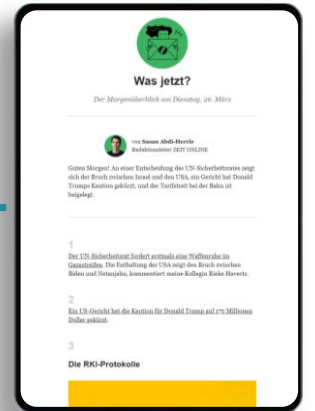 Was jetzt?
Der Morgenüberblick am Dienstag, 26. März
von Susan Abdi-Herrle
Redaktionsleiter ZEIT ONLINE
Guten Morgen! An einer Entscheidung des UN-Sicherheitsrates zeigt
sich der Bruch zwischen Israel und den USA, ein Gericht hat Donald
Trumps Kaution gekürzt, und der Tarifstreit bei der Bahn ist
beigelegt.
1
Der UN-Sicherheitsrat fordert erstmals eine Waffenruhe im
Gazastreifen. Die Enthaltung der USA zeigt den Bruch zwischen
Biden und Netanjahu, kommentiert meine Kollegin Rieke Havertz.
2
Ein US-Gericht hat die Kaution für Donald Trump auf 175 Millionen
Dollar gekürzt.
3
Die RKI-Protokolle